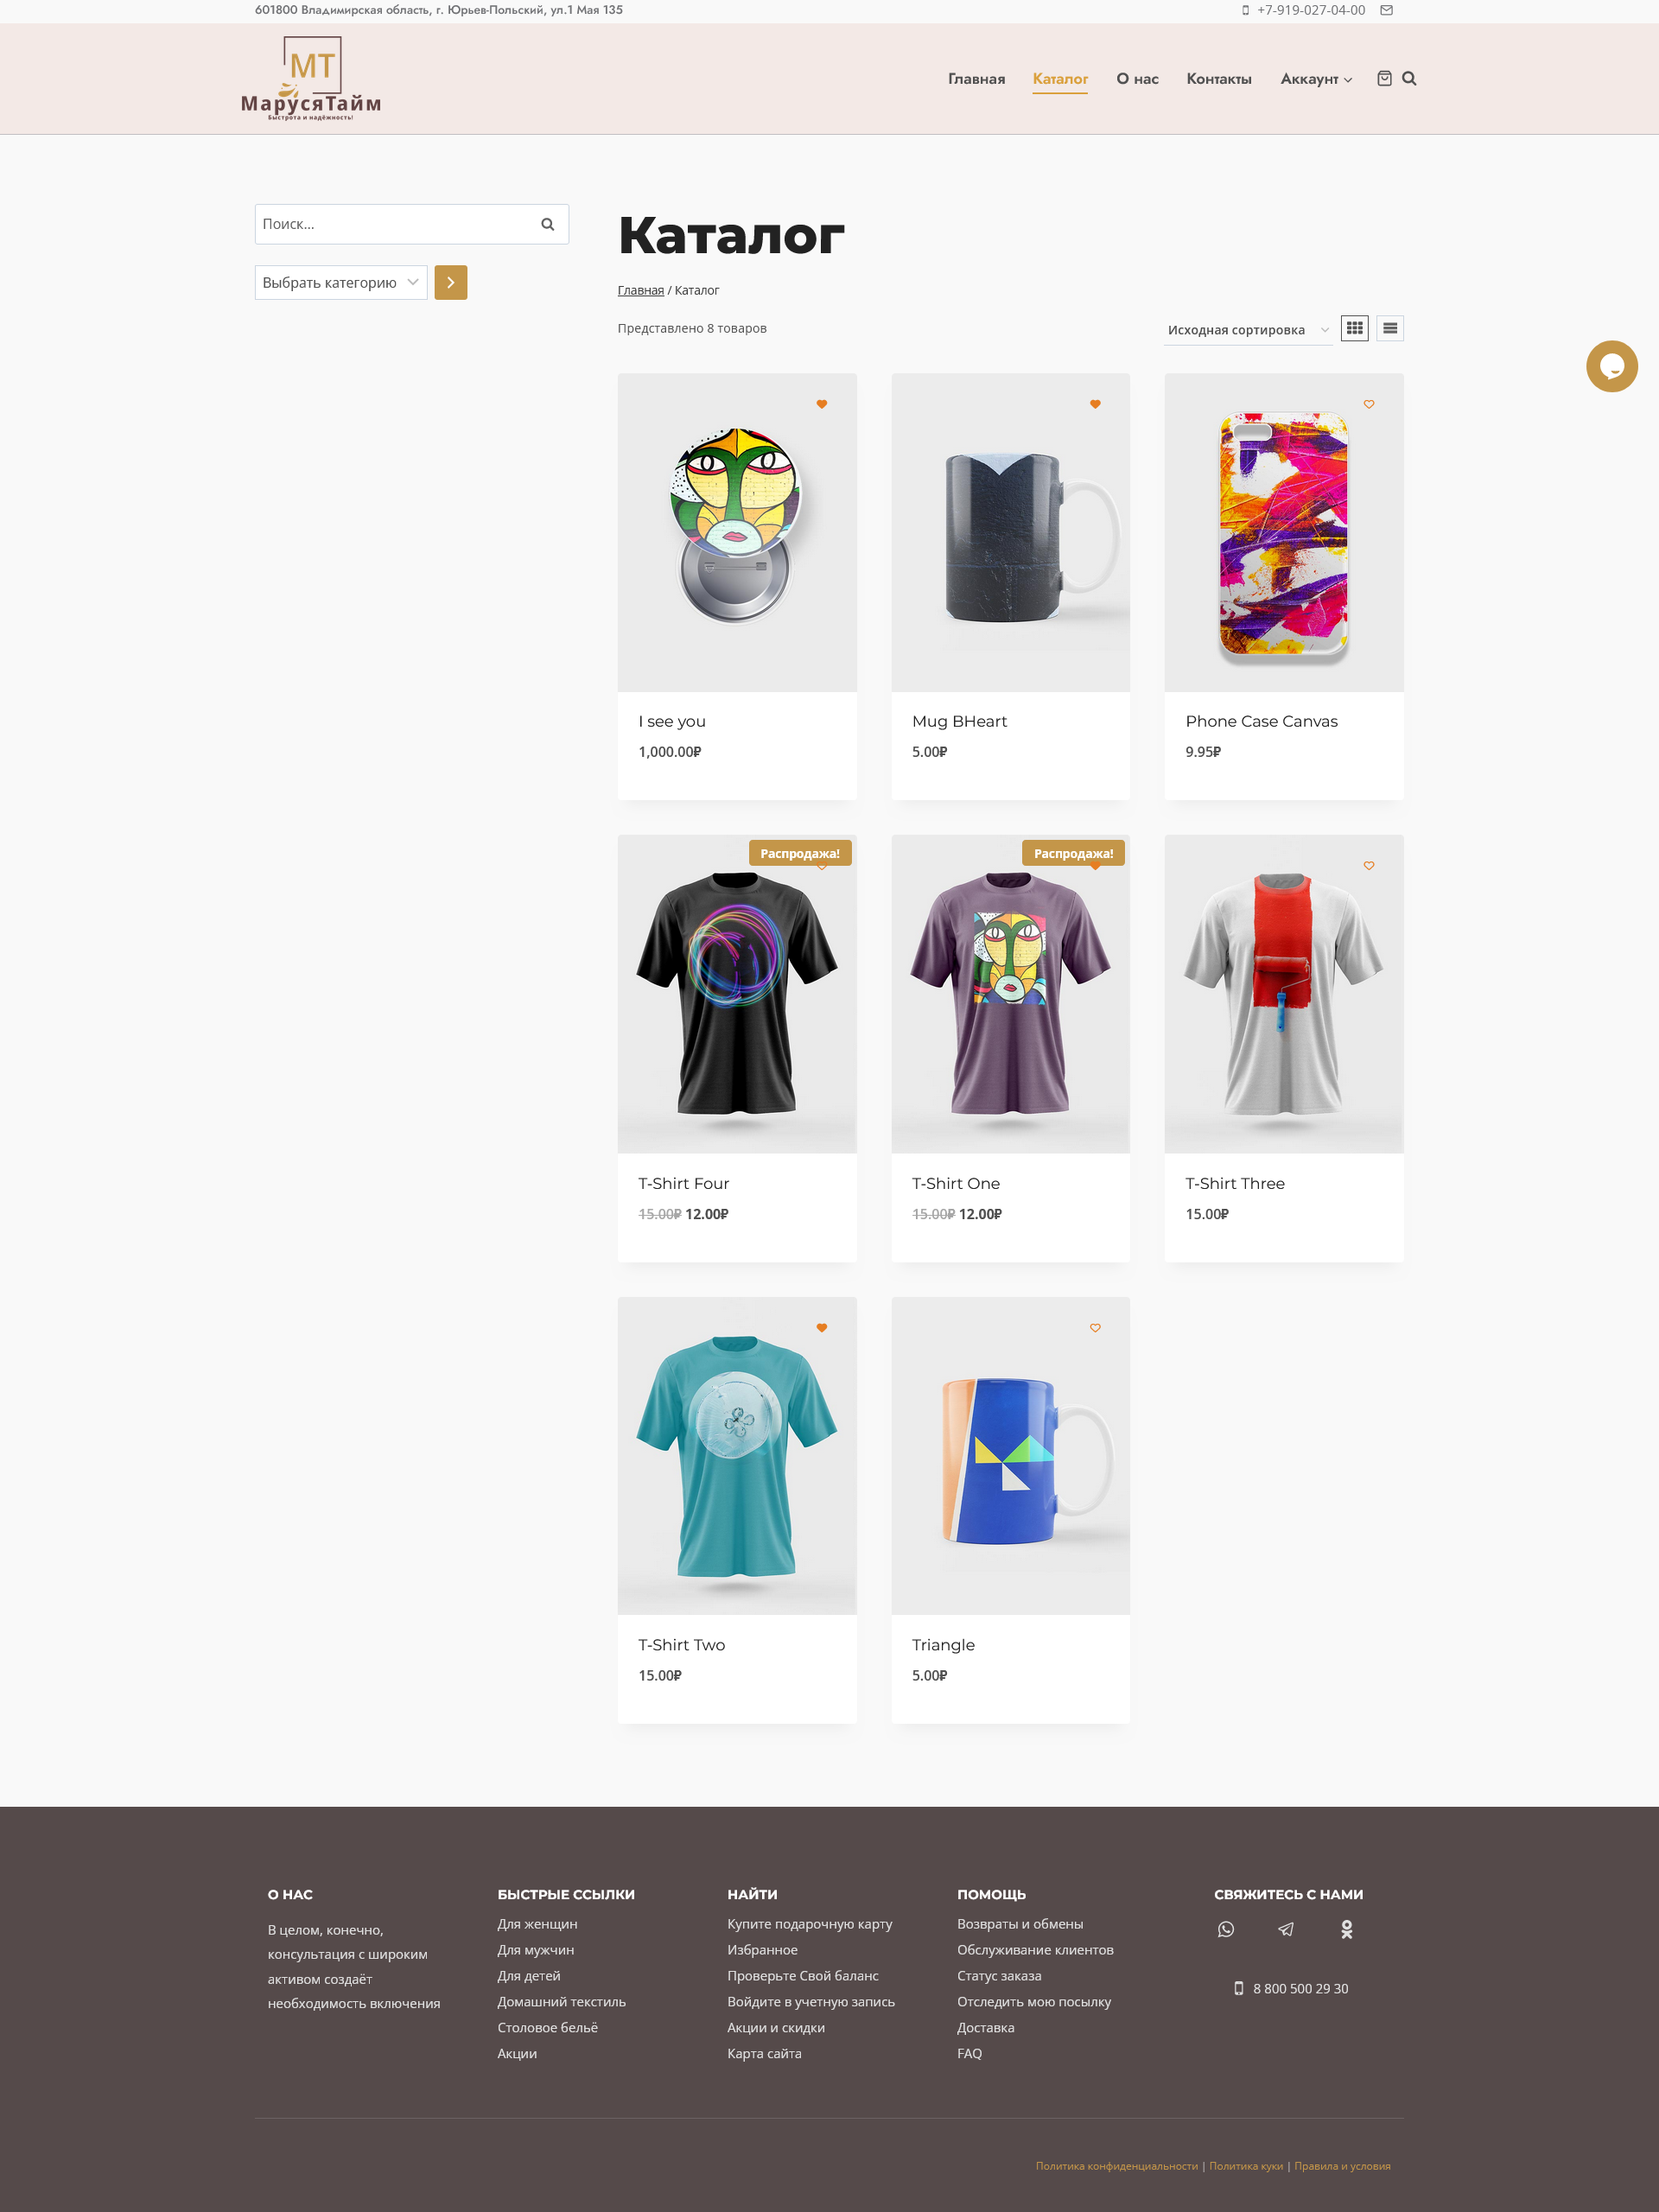 601800 Владимирская область, г. Юрьев-Польский, ул.1 Мая 135
+7-919-027-04-00
МТ
МарусяТайм
Быстрота и надёжность!
Главная
Каталог
О нас
Контакты
Аккаунт
Поиск...
Выбрать категорию
Каталог
Главная / Каталог
Представлено 8 товаров
Исходная сортировка
I see you
1,000.00₽
Mug BHeart
5.00₽
Phone Case Canvas
9.95₽
Распродажа!
Распродажа!
T-Shirt Four
15.00₽ 12.00₽
T-Shirt One
15.00₽ 12.00₽
T-Shirt Three
15.00₽
T-Shirt Two
15.00₽
Triangle
5.00₽
О НАС
В целом, конечно,
консультация с широким
активом создаёт
необходимость включения
БЫСТРЫЕ ССЫЛКИ
Для женщин
Для мужчин
Для детей
Домашний текстиль
Столовое бельё
Акции
НАЙТИ
Купите подарочную карту
Избранное
Проверьте Свой баланс
Войдите в учетную запись
Акции и скидки
Карта сайта
ПОМОЩЬ
Возвраты и обмены
Обслуживание клиентов
Статус заказа
Отследить мою посылку
Доставка
FAQ
СВЯЖИТЕСЬ С НАМИ
8 800 500 29 30
Политика конфиденциальности | Политика куки | Правила и условия